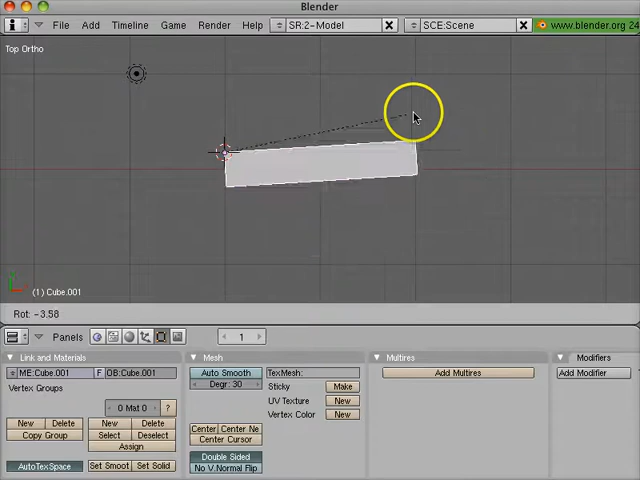 Blender
File Add Timeline Game Render Help SR:2-Model SCE:Scene www.blender.org 24
Top Ortho
(1) Cube.001
Rot: -3.58
Panels 1
Link and Materials Mesh Multires Modifiers
ME:Cube.001 F OB:Cube.001 Auto Smooth TexMesh: Add Multires Add Modifier
Vertex Groups Degr: 30 Sticky Make
0 Mat 0 ? UV Texture New
New Delete New Delete Vertex Color New
Copy Group Select Deselect Center Center Ne
Assign Center Cursor
Double Sided
AutoTexSpace Set Smoot Set Solid No V.Normal Flip